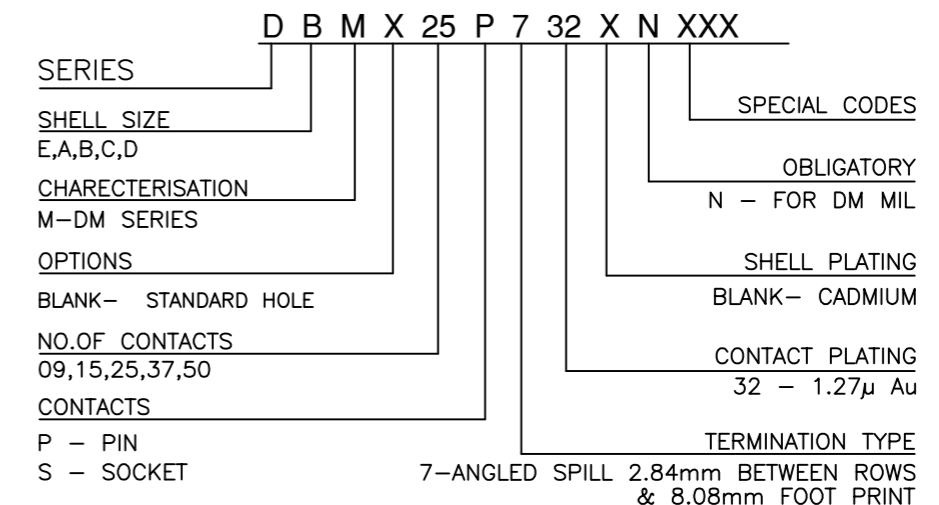 D B M X 25 P 7 32 X N XXX
SERIES
SHELL SIZE
E,A,B,C,D
CHARECTERISATION
M-DM SERIES
OPTIONS
BLANK- STANDARD HOLE
NO.OF CONTACTS
09,15,25,37,50
CONTACTS
P - PIN
S - SOCKET
SPECIAL CODES
OBLIGATORY
N - FOR DM MIL
SHELL PLATING
BLANK- CADMIUM
CONTACT PLATING
32 - 1.27µ Au
TERMINATION TYPE
7-ANGLED SPILL 2.84mm BETWEEN ROWS
& 8.08mm FOOT PRINT